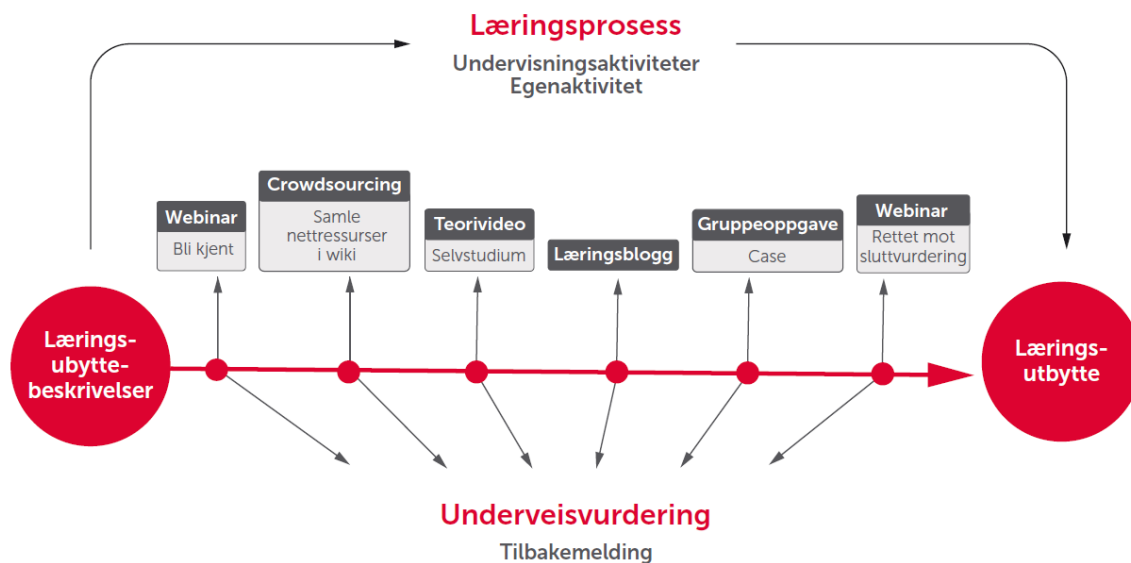 Læringsprosess
Undervisningsaktiviteter
Egenaktivitet
Webinar
Bli kjent
Crowdsourcing
Samle
nettressurser
i wiki
Teorivideo
Selvstudium
Læringsblogg
Gruppeoppgave
Case
Webinar
Rettet mot
sluttvurdering
Lærings-
ubytte-
beskrivelser
Lærings-
utbytte
Underveisvurdering
Tilbakemelding